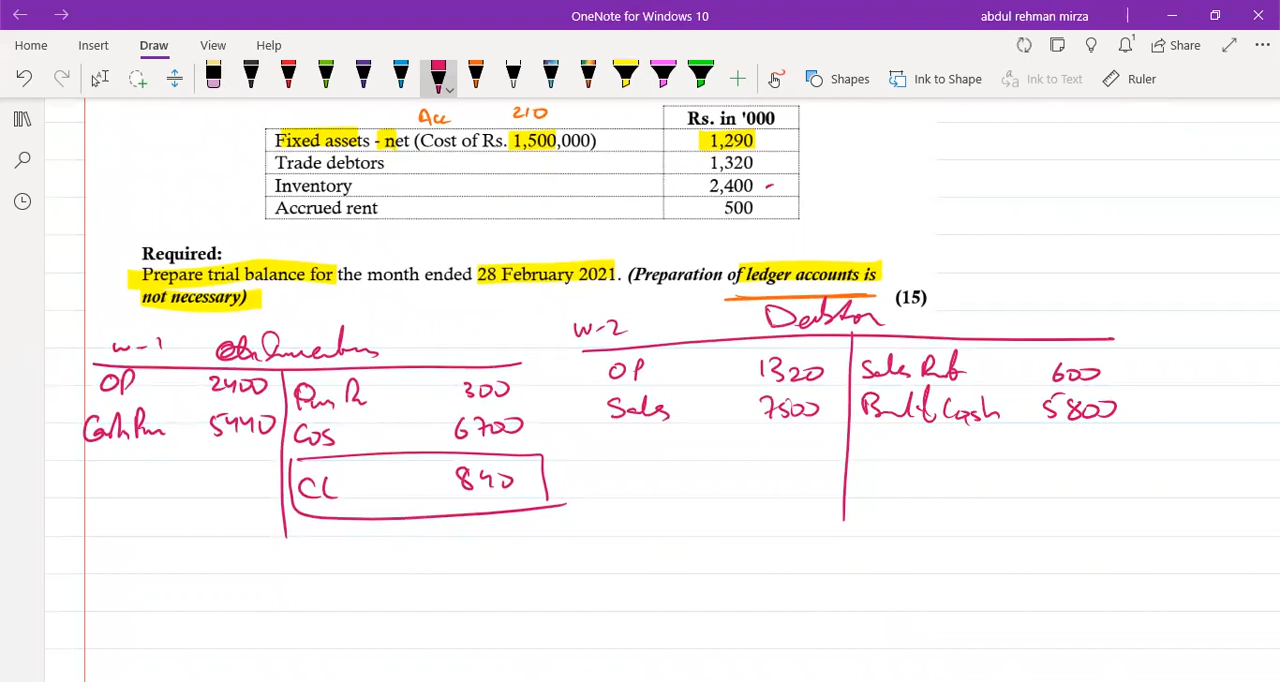 OneNote for Windows 10
abdul rehman mirza
Home Insert Draw View Help
Share
Shapes Ink to Shape Ink to Text Ruler
Acc 210
Rs. in '000
Fixed assets - net (Cost of Rs. 1,500,000) 1,290
Trade debtors 1,320
Inventory 2,400
Accrued rent 500
Required:
Prepare trial balance for the month ended 28 February 2021. (Preparation of ledger accounts is
not necessary) (15)
W-1
OP 2400 300
5440 COS 6700
CL 840
W-2 Debtor
OP 1320 Sales 600
Sales 7500 Cash 5800